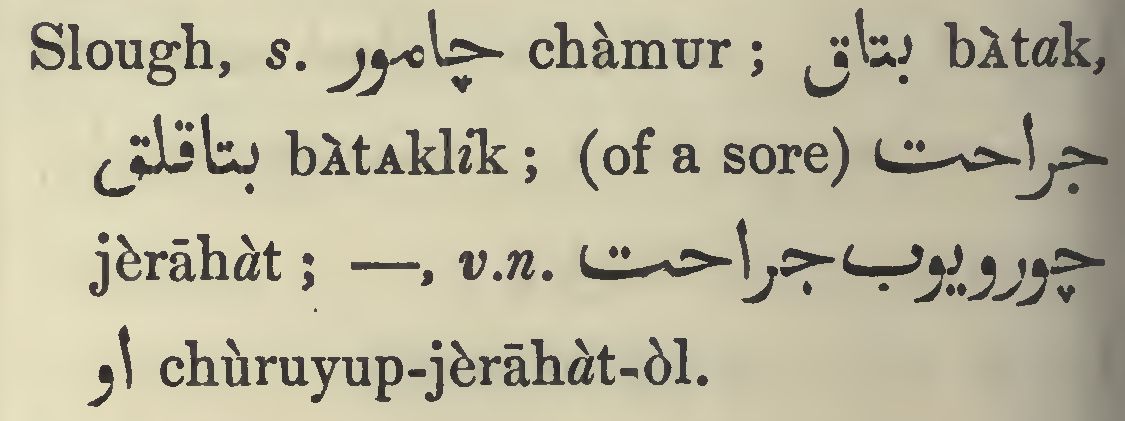 Slough, s. چامور chàmur ; بتاق bàtak,
بتاقلق bàtaklik ; (of a sore) جراحت
jèrāhàt ; —, v.n. چورويوب جراحت
او chùruyup-jèrāhàt-òl.